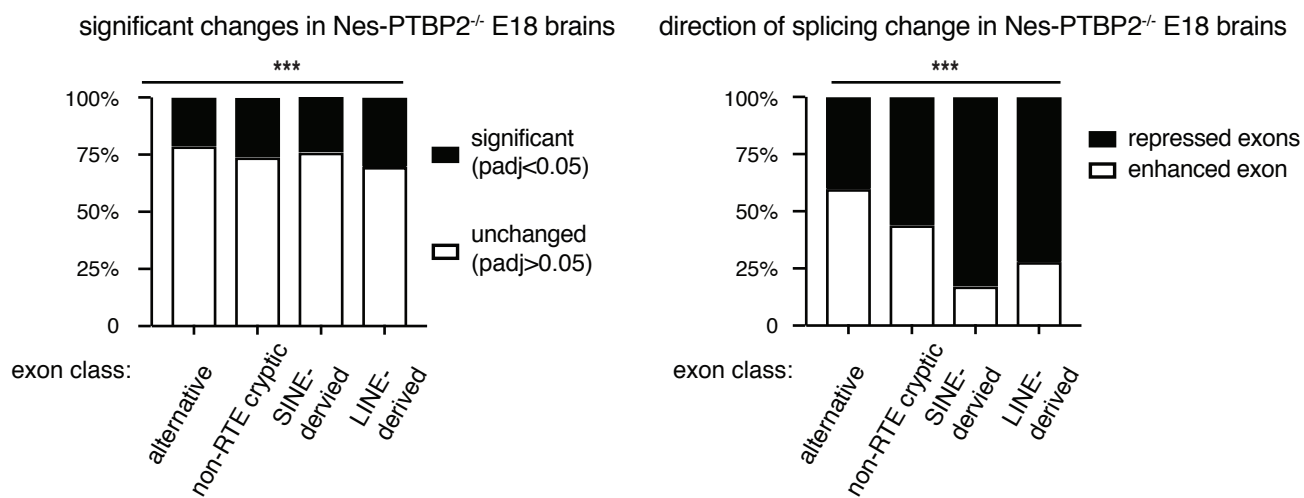 significant changes in Nes-PTBP2-/- E18 brains
***
100%
75%
50%
25%
0
significant
(padj<0.05)
unchanged
(padj>0.05)
exon class:
alternative
non-RTE cryptic
SINE-
dervied
LINE-
derived
direction of splicing change in Nes-PTBP2-/- E18 brains
***
100%
75%
50%
25%
0
repressed exons
enhanced exon
exon class:
alternative
non-RTE cryptic
SINE-
dervied
LINE-
derived